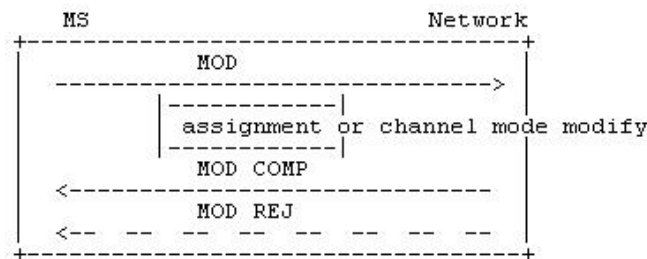 MS Network
MOD
assignment or channel mode modify
MOD COMP
MOD REJ